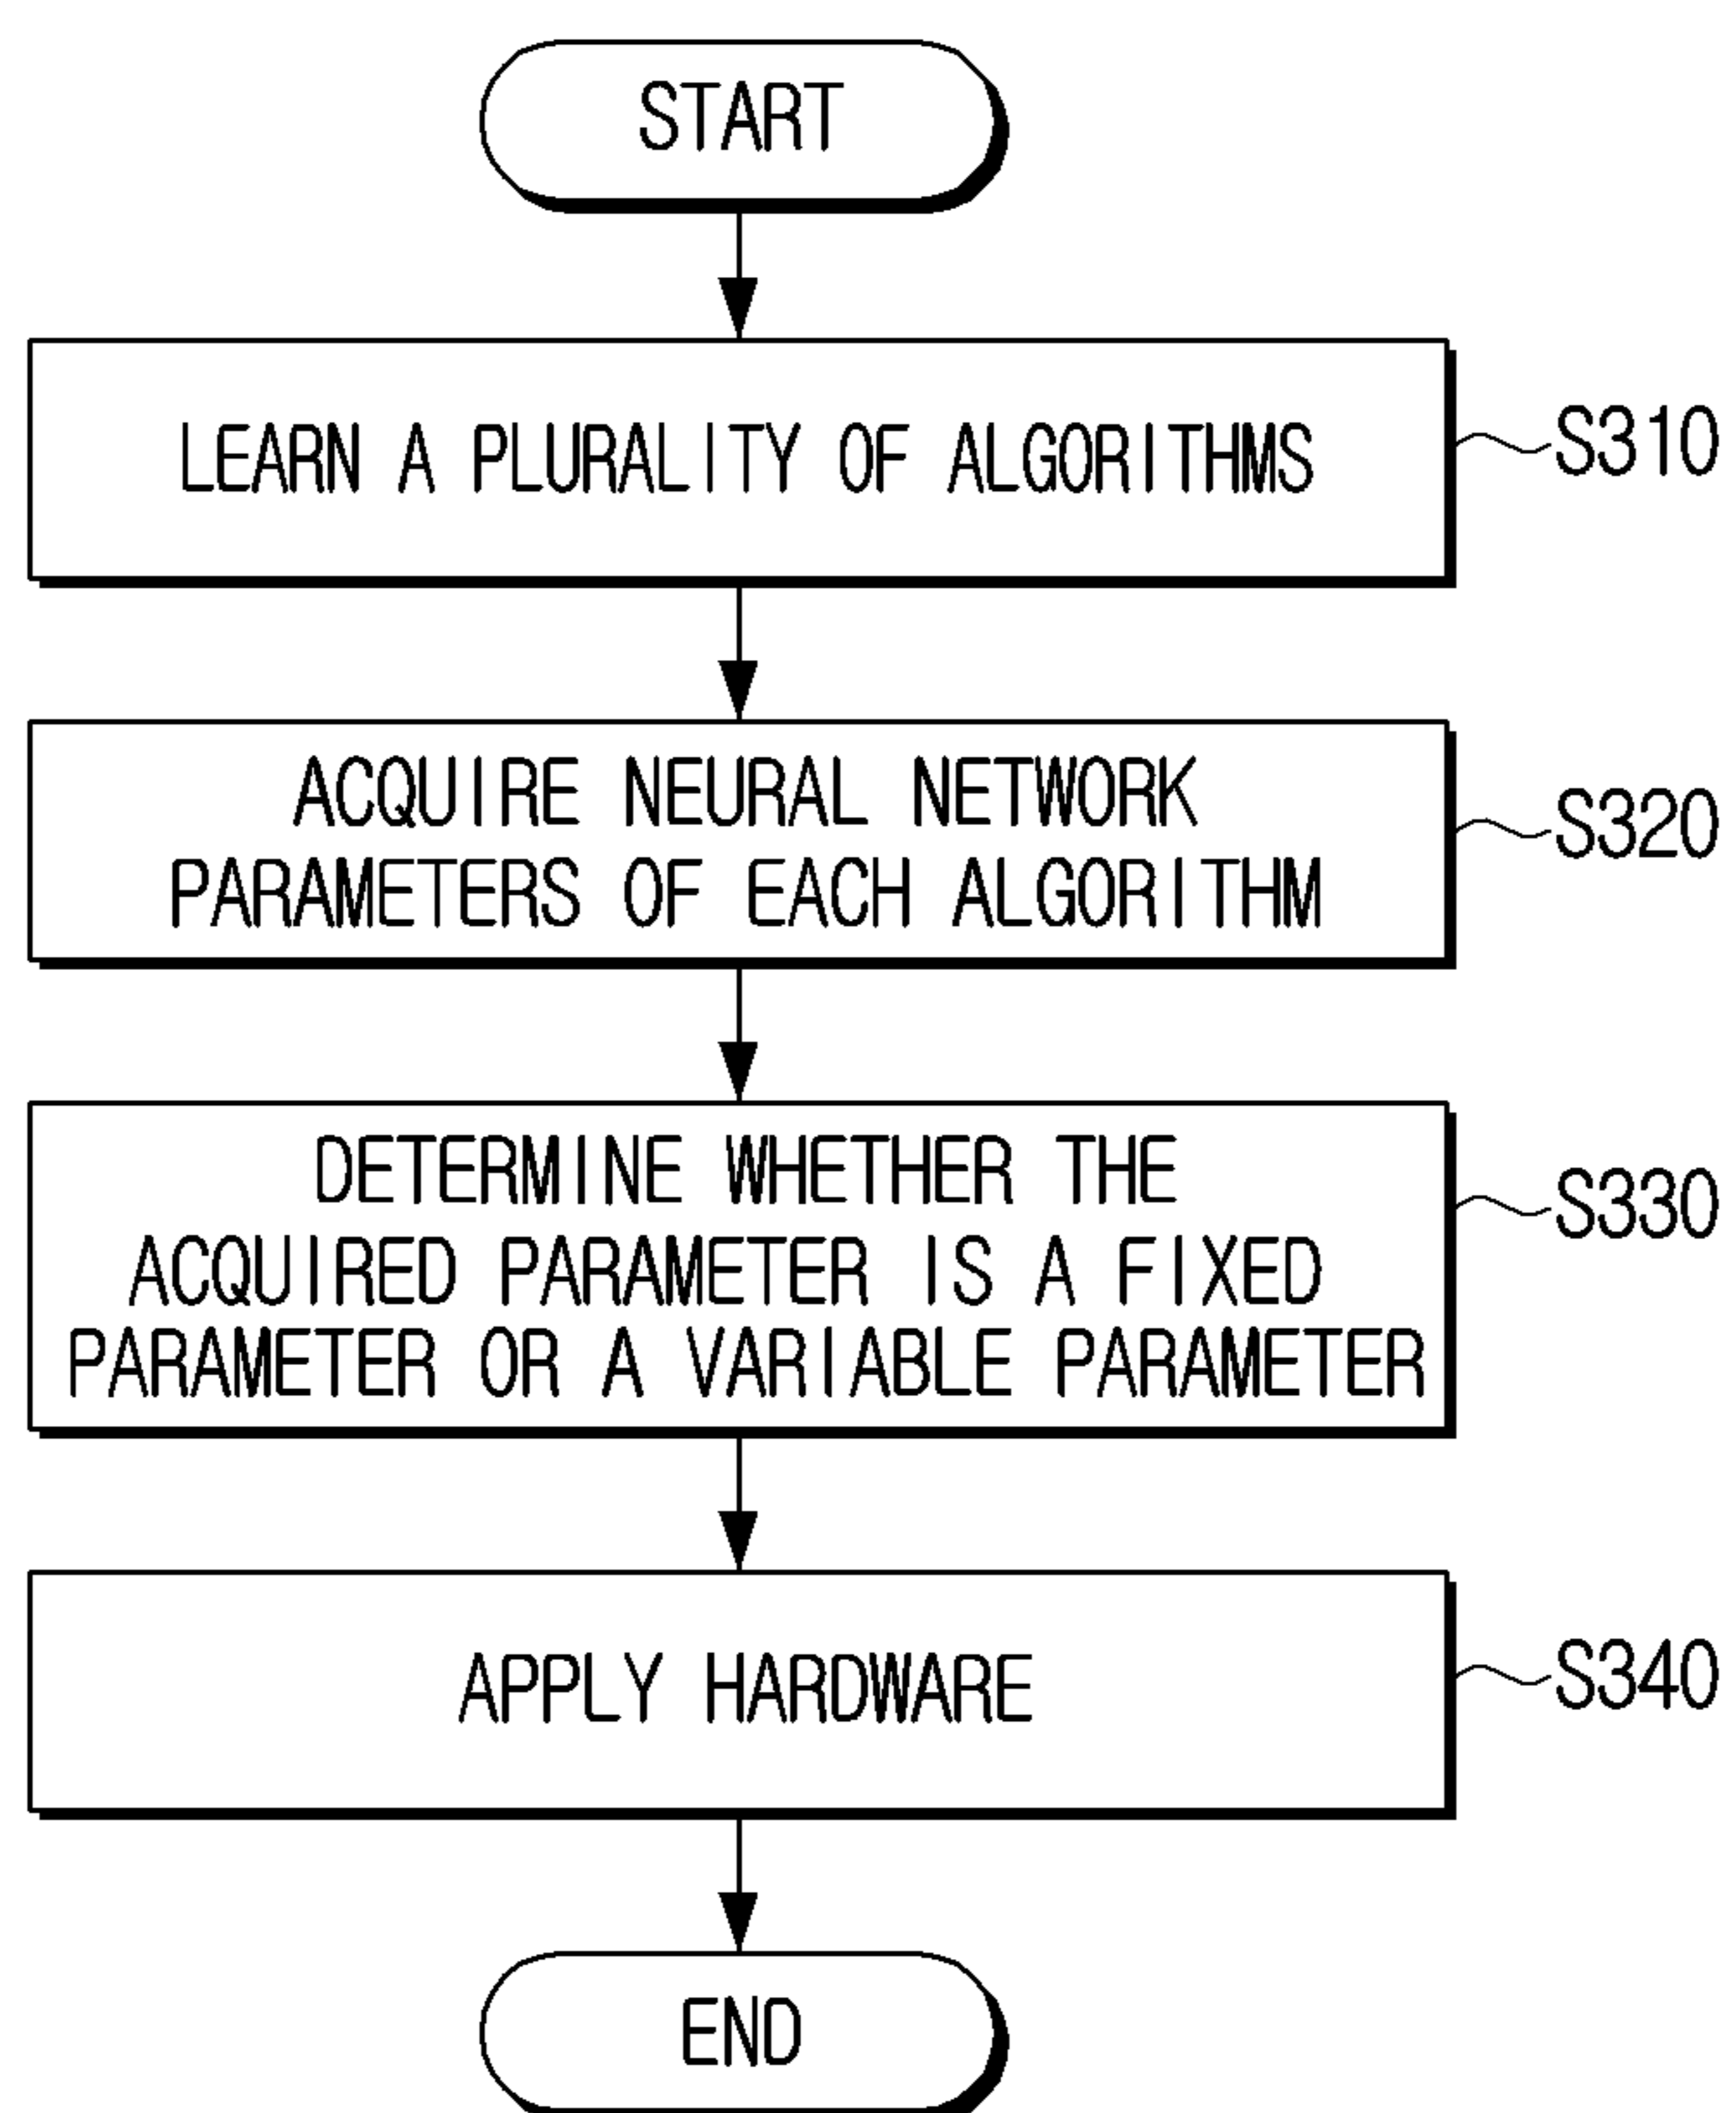 START
LEARN A PLURALITY OF ALGORITHMS
S310
ACQUIRE NEURAL NETWORK
PARAMETERS OF EACH ALGORITHM
S320
DETERMINE WHETHER THE
ACQUIRED PARAMETER IS A FIXED
PARAMETER OR A VARIABLE PARAMETER
S330
APPLY HARDWARE
S340
END